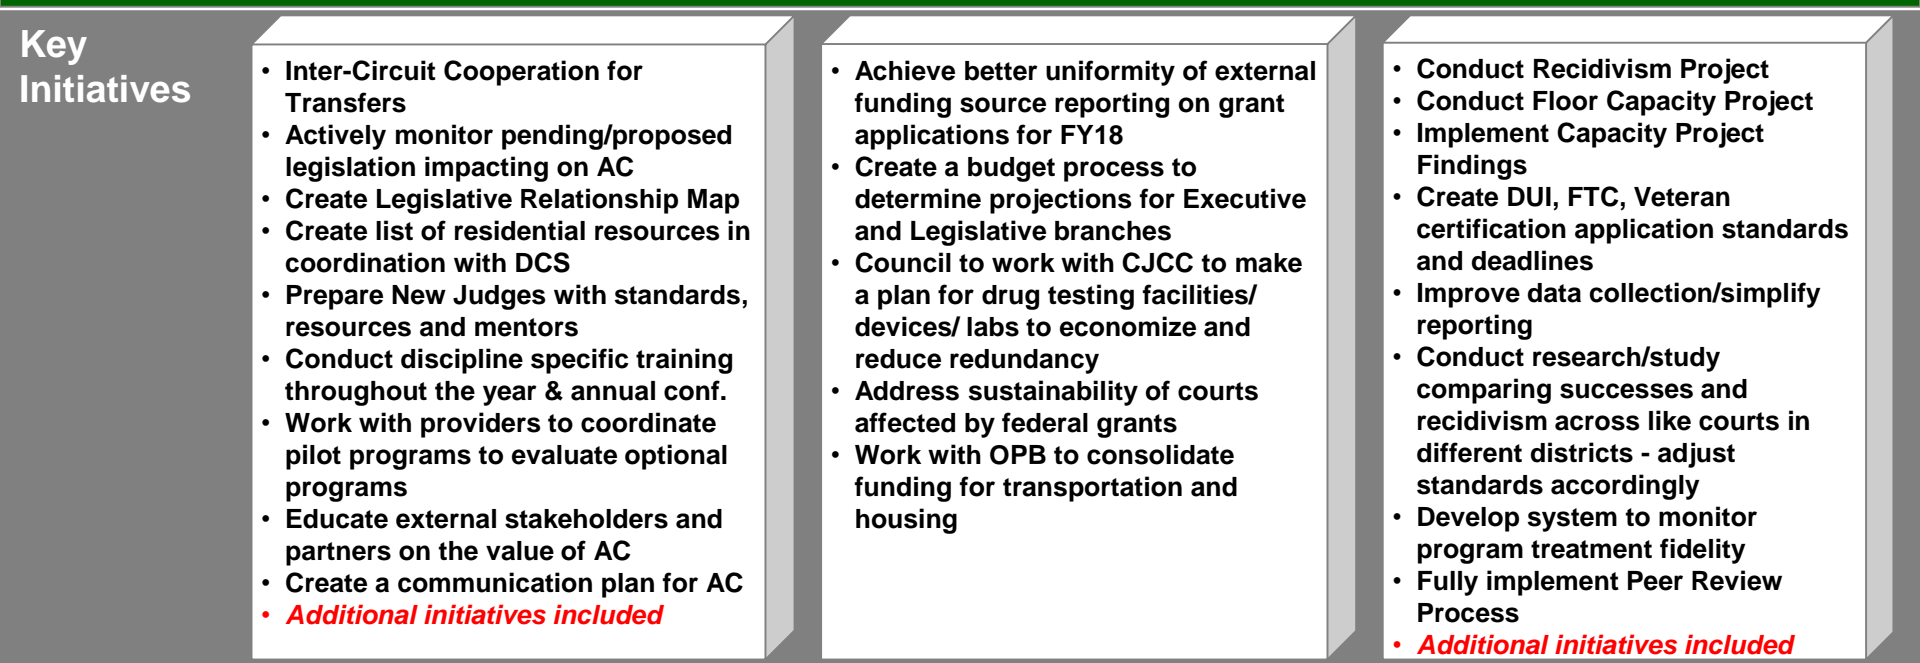 Key
Initiatives
• Inter-Circuit Cooperation for
Transfers
• Actively monitor pending/proposed
legislation impacting on AC
• Create Legislative Relationship Map
• Create list of residential resources in
coordination with DCS
• Prepare New Judges with standards,
resources and mentors
• Conduct discipline specific training
throughout the year & annual conf.
• Work with providers to coordinate
pilot programs to evaluate optional
programs
• Educate external stakeholders and
partners on the value of AC
• Create a communication plan for AC
• Additional initiatives included
• Achieve better uniformity of external
funding source reporting on grant
applications for FY18
• Create a budget process to
determine projections for Executive
and Legislative branches
• Council to work with CJCC to make
a plan for drug testing facilities/
devices/ labs to economize and
reduce redundancy
• Address sustainability of courts
affected by federal grants
• Work with OPB to consolidate
funding for transportation and
housing
• Conduct Recidivism Project
• Conduct Floor Capacity Project
• Implement Capacity Project
Findings
• Create DUI, FTC, Veteran
certification application standards
and deadlines
• Improve data collection/simplify
reporting
• Conduct research/study
comparing successes and
recidivism across like courts in
different districts - adjust
standards accordingly
• Develop system to monitor
program treatment fidelity
• Fully implement Peer Review
Process
• Additional initiatives included